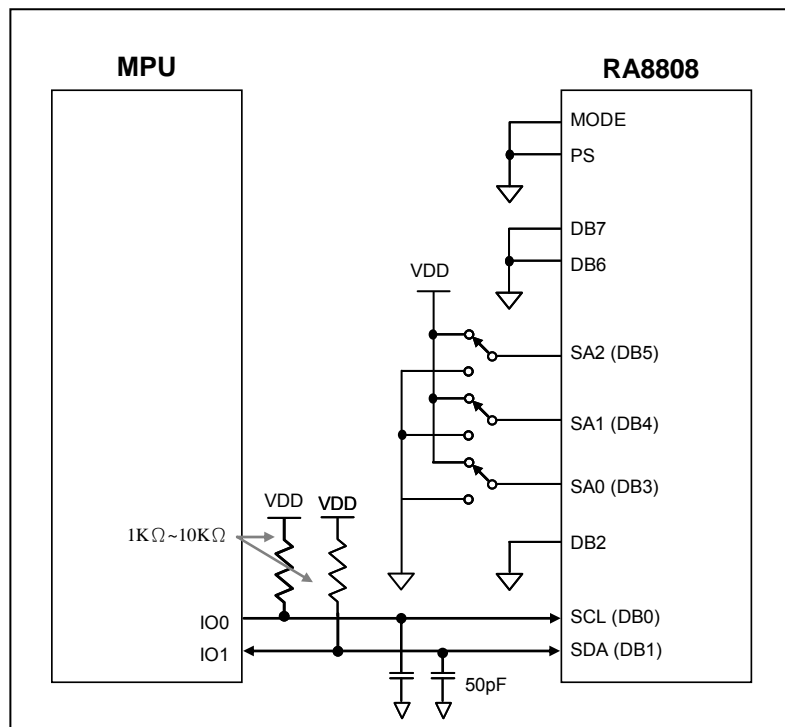 MPU
RA8808
MODE
PS
DB7
DB6
VDD
SA2 (DB5)
SA1 (DB4)
SA0 (DB3)
VDD
VDD
1KΩ~10KΩ
DB2
IO0
SCL (DB0)
IO1
SDA (DB1)
50pF